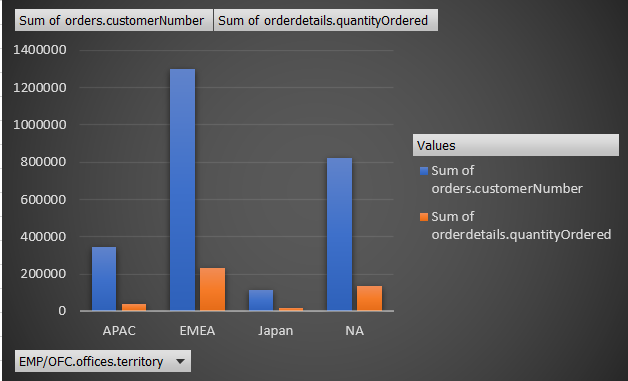 Sum of orders.customerNumber Sum of orderdetails.quantityOrdered
1400000
1200000
1000000
800000
600000
400000
200000
0
APAC EMEA Japan NA
Values
Sum of
orders.customerNumber
Sum of
orderdetails.quantityOrdered
EMP/OFC.offices.territory